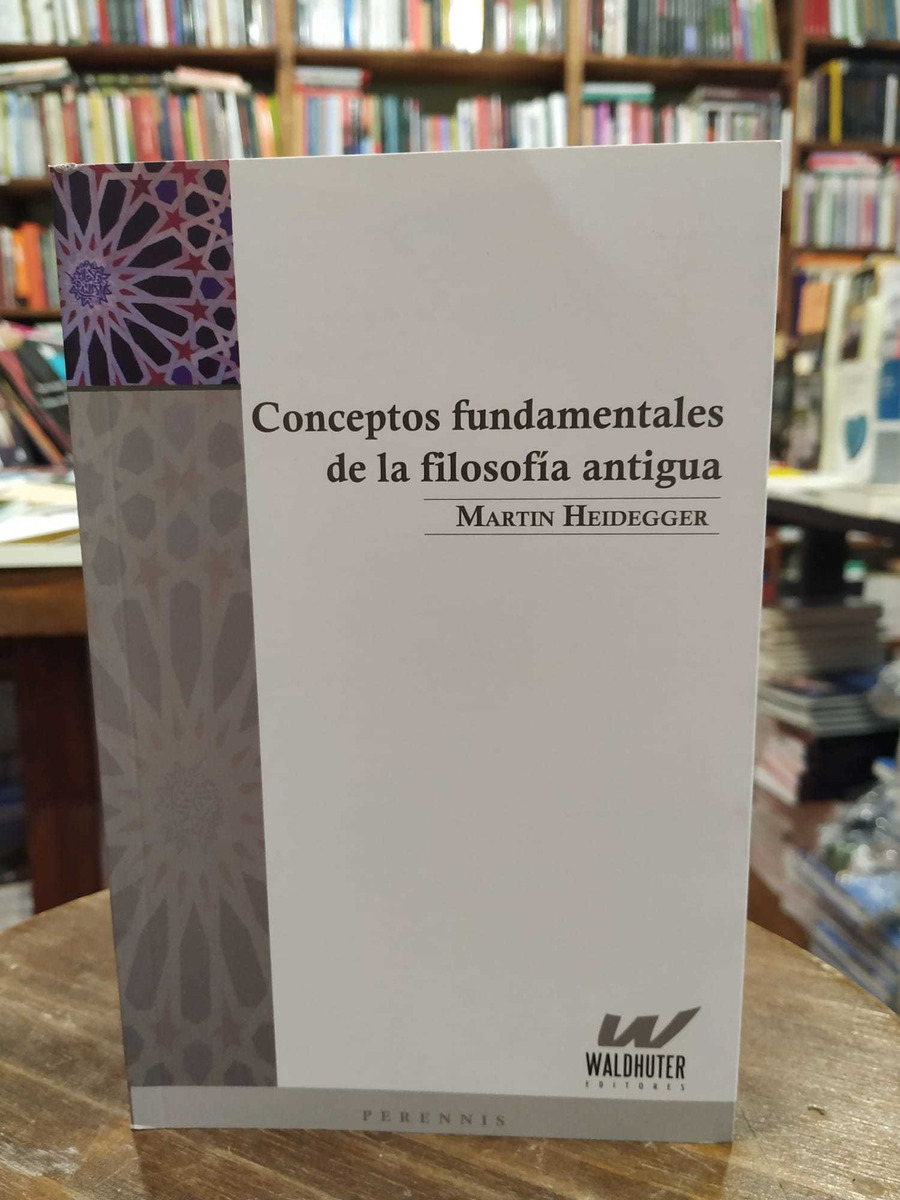 Conceptos fundamentales
de la filosofía antigua
MARTIN HEIDEGGER
WALDHUTER
EDITORES
PERENNIS